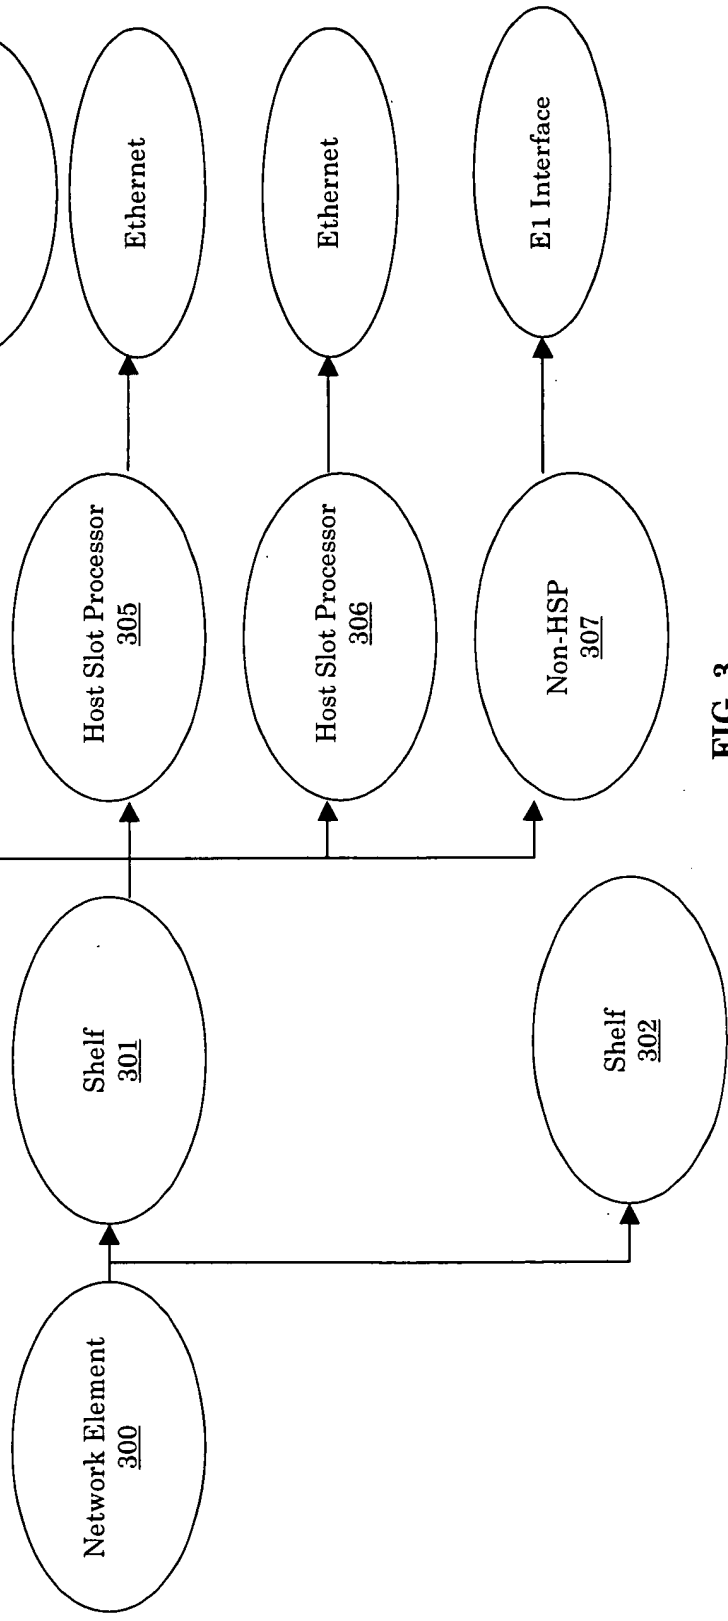 Network Element
300
Shelf
301
Shelf
302
Host Slot Processor
305
Host Slot Processor
306
Non-HSP
307
Ethernet
Ethernet
E1 Interface
FIG. 3